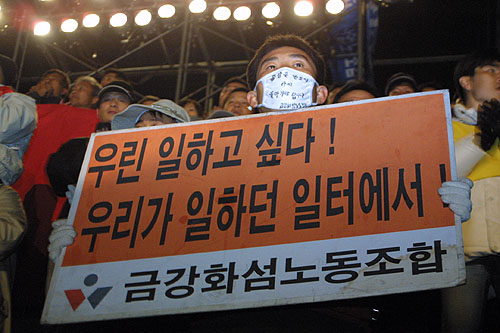 우린 일하고 싶다 !
우리가 일하던 일터에서 !
금강화섬노동조합